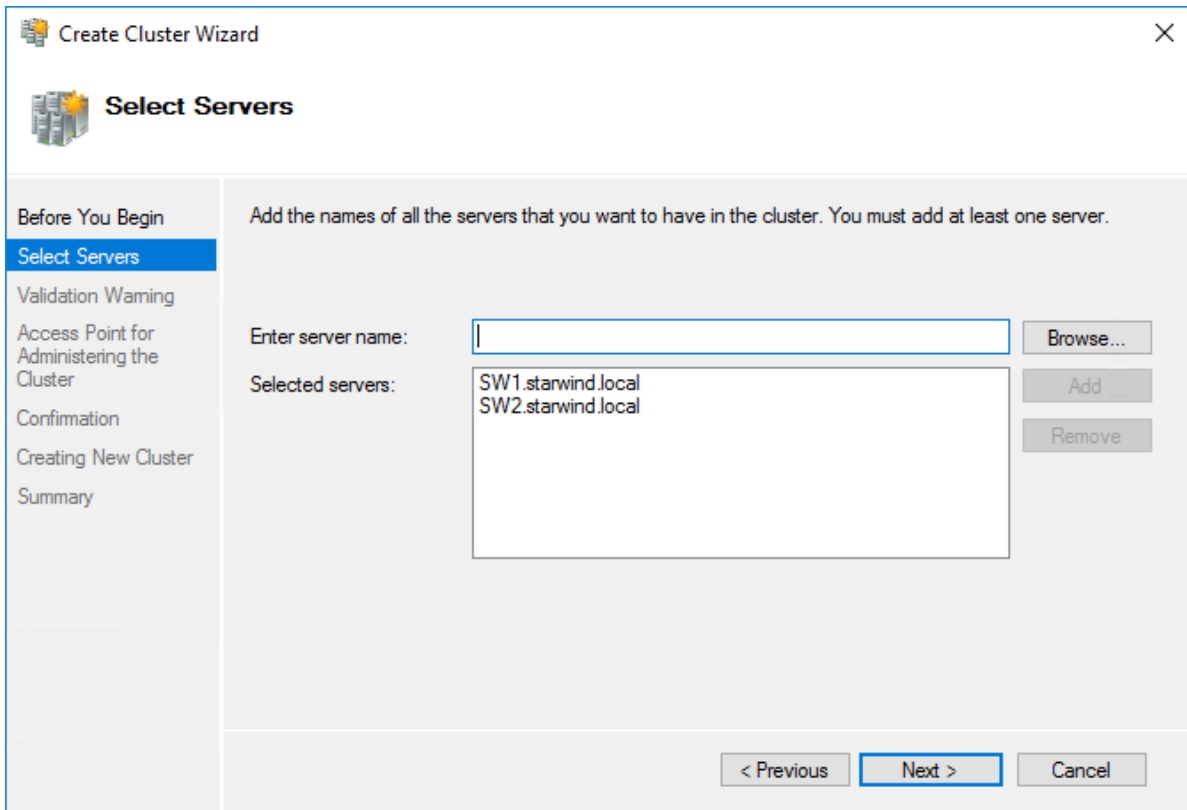 Create Cluster Wizard
Select Servers
Before You Begin
Select Servers
Validation Warning
Access Point for
Administering the
Cluster
Confirmation
Creating New Cluster
Summary
Add the names of all the servers that you want to have in the cluster. You must add at least one server.
Enter server name:
Browse...
Selected servers:
SW1.starwind.local
SW2.starwind.local
Add
Remove
< Previous
Next >
Cancel